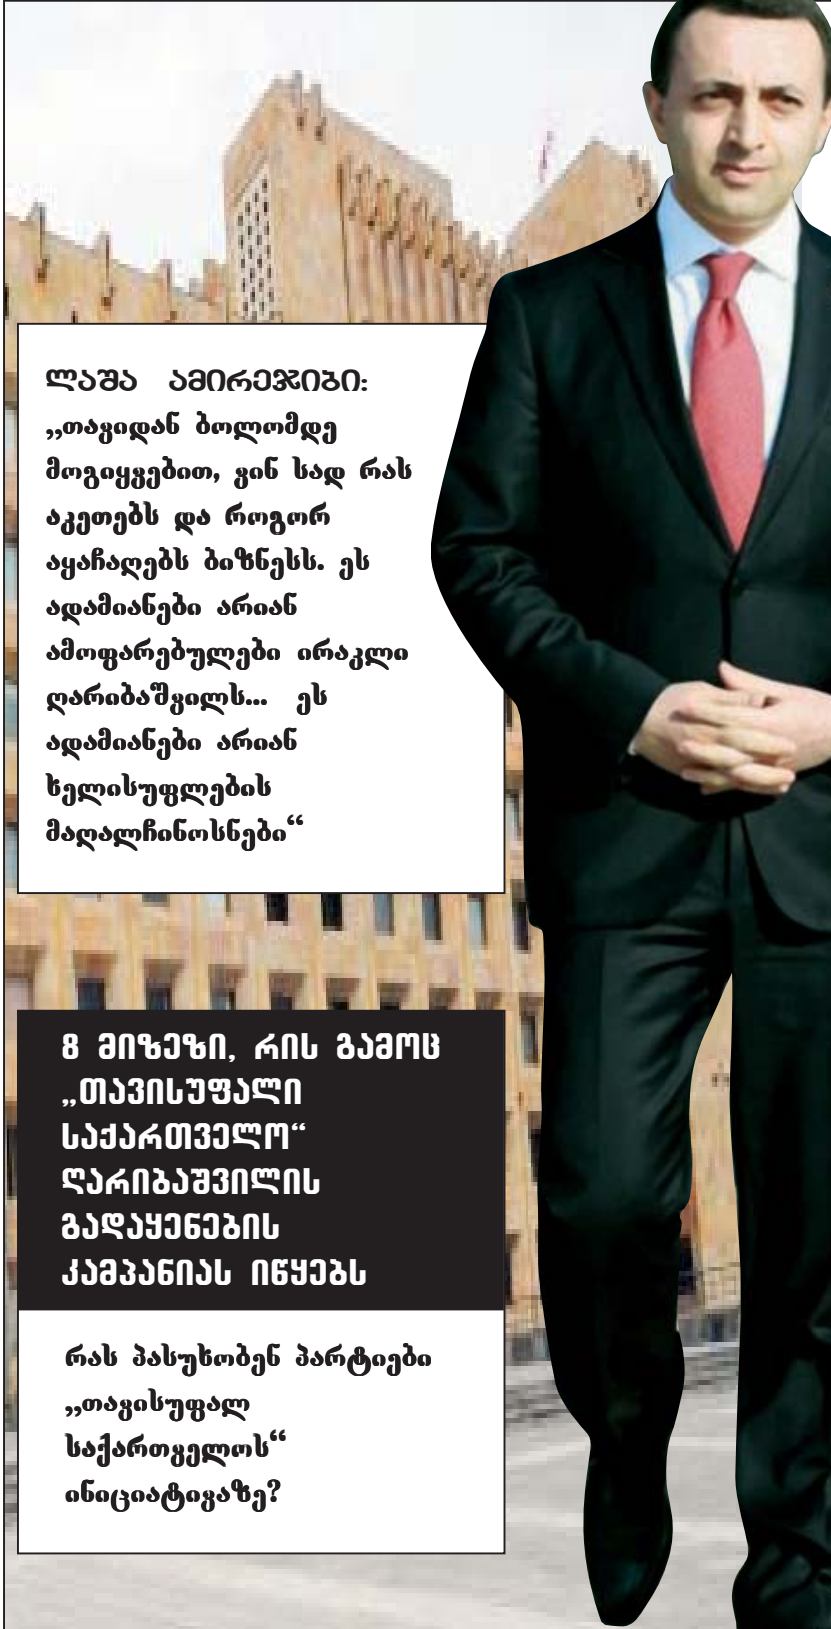 ლაშა ამირეჯიბი:
„თავიდან ბოლომდე
მოგიყვებით, ვინ სად რას
აკეთებს და როგორ
აყაჩაღებს ბიზნესს. ეს
ადამიანები არიან
ამოფარებულები ირაკლი
ღარიბაშვილს... ეს
ადამიანები არიან
ხელისუფლების
მაღალჩინოსნები“
8 მიზეზი, რის გამოც
„თავისუფალი
საქართველო“
ღარიბაშვილის
გადაყენების
კამპანიას იწყებს
რას პასუხობენ პარტიები
„თავისუფალ
საქართველოს“
ინიციატივაზე?